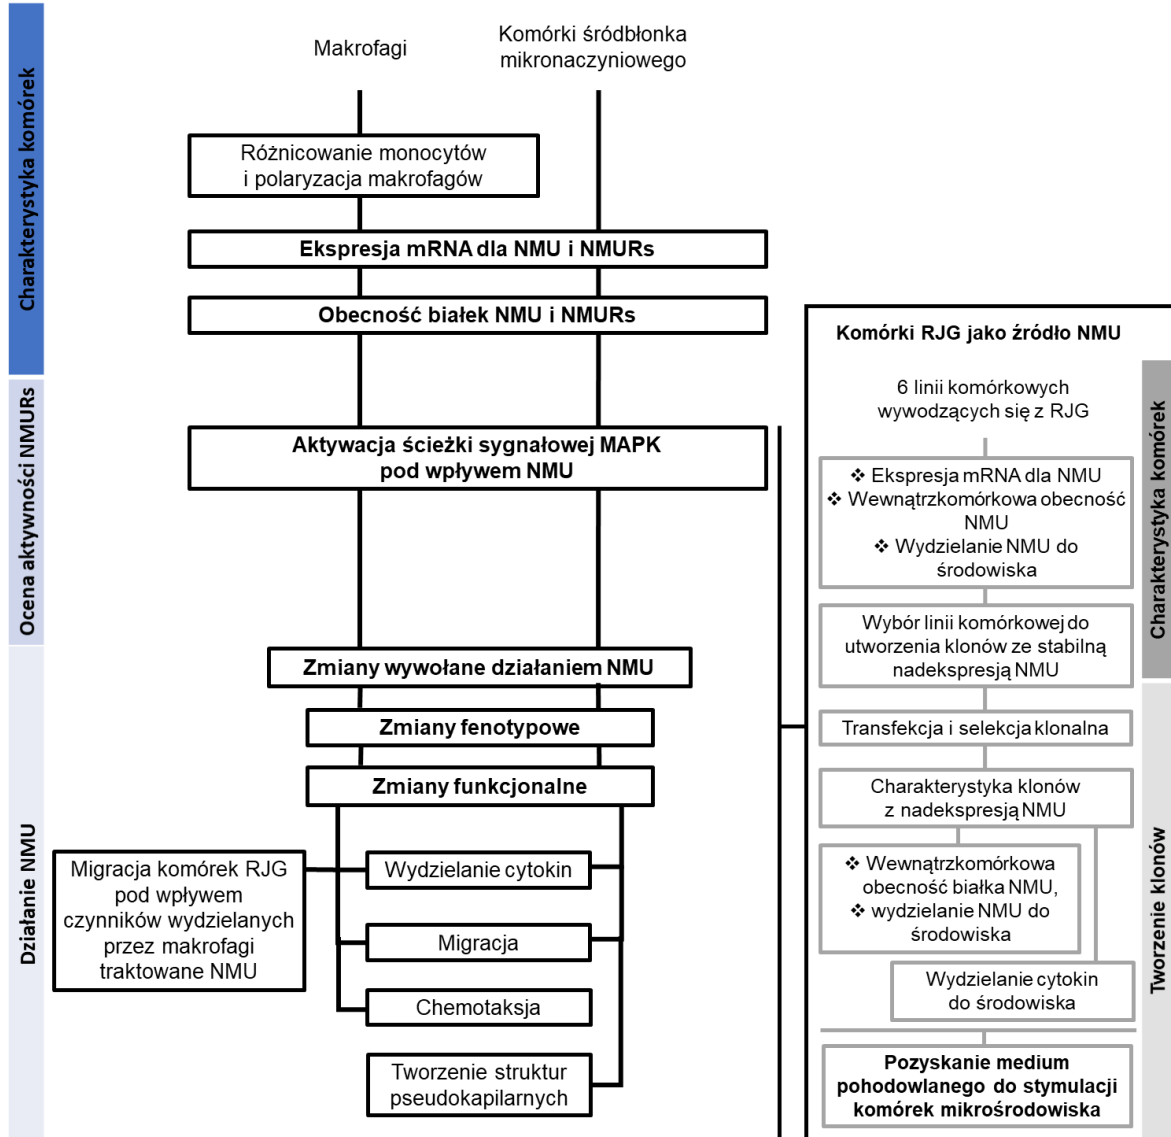 Charakterystyka komórek
Ocena aktywności NMURs
Działanie NMU
Makrofagi
Komórki śródbłonka
mikronaczyniowego
Różnicowanie monocytów
i polaryzacja makrofagów
Ekspresja mRNA dla NMU i NMURs
Obecność białek NMU i NMURs
Aktywacja ścieżki sygnałowej MAPK
pod wpływem NMU
Zmiany wywołane działaniem NMU
Zmiany fenotypowe
Zmiany funkcjonalne
Migracja komórek RJG
pod wpływem
czynników wydzielanych
przez makrofagi
traktowane NMU
Wydzielanie cytokin
Migracja
Chemotaksja
Tworzenie struktur
pseudokapilarnych
Komórki RJG jako źródło NMU
6 linii komórkowych
wywodzących się z RJG
❖ Ekspresja mRNA dla NMU
❖ Wewnątrzkomórkowa obecność
NMU
❖ Wydzielanie NMU do
środowiska
Wybór linii komórkowej do
utworzenia klonów ze stabilną
nadekspresją NMU
Transfekcja i selekcja klonalna
Charakterystyka klonów
z nadekspresją NMU
❖ Wewnątrzkomórkowa
obecność białka NMU,
❖ wydzielanie NMU do
środowiska
Wydzielanie cytokin
do środowiska
Pozyskanie medium
pohodowlanego do stymulacji
komórek mikrośrodowiska
Charakterystyka komórek
Tworzenie klonów